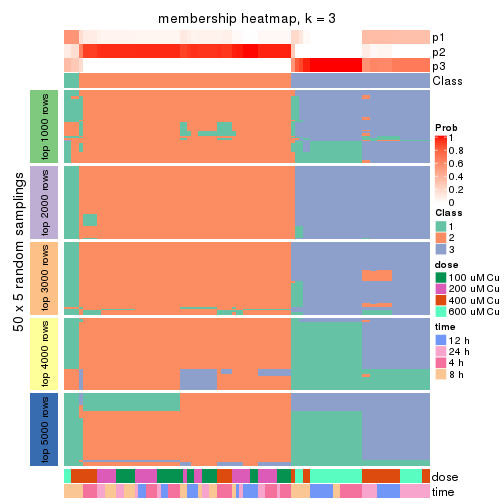 membership heatmap, k = 3
p1
p2
p3
Class
50 x 5 random samplings
top 1000 rows
top 2000 rows
top 3000 rows
top 4000 rows
top 5000 rows
dose
time
Prob
1
0.8
0.6
0.4
0.2
0
Class
1
2
3
dose
100 uM Cu
200 uM Cu
400 uM Cu
600 uM Cu
time
12 h
24 h
4 h
8 h